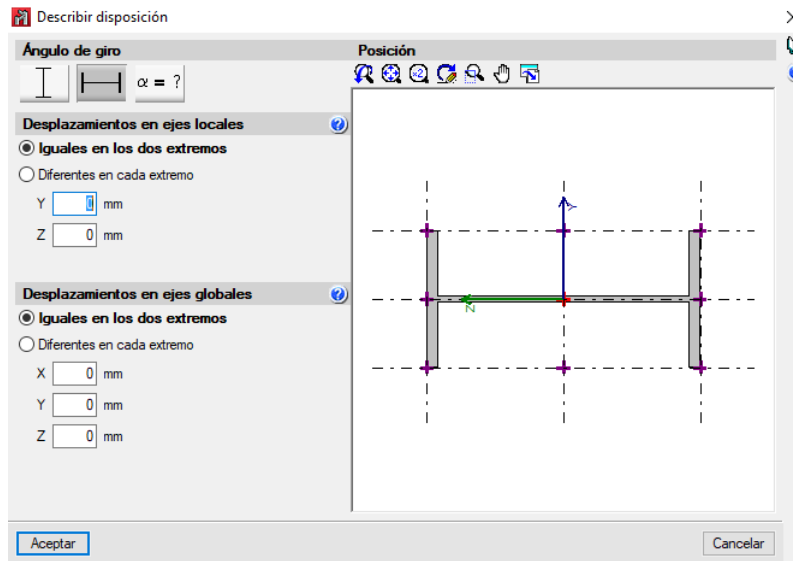 Describir disposición
Ángulo de giro
α = ?
Desplazamientos en ejes locales
Iguales en los dos extremos
Diferentes en cada extremo
Y 0 mm
Z 0 mm
Desplazamientos en ejes globales
Iguales en los dos extremos
Diferentes en cada extremo
X 0 mm
Y 0 mm
Z 0 mm
Posición
x2
Y
Z
Aceptar
Cancelar